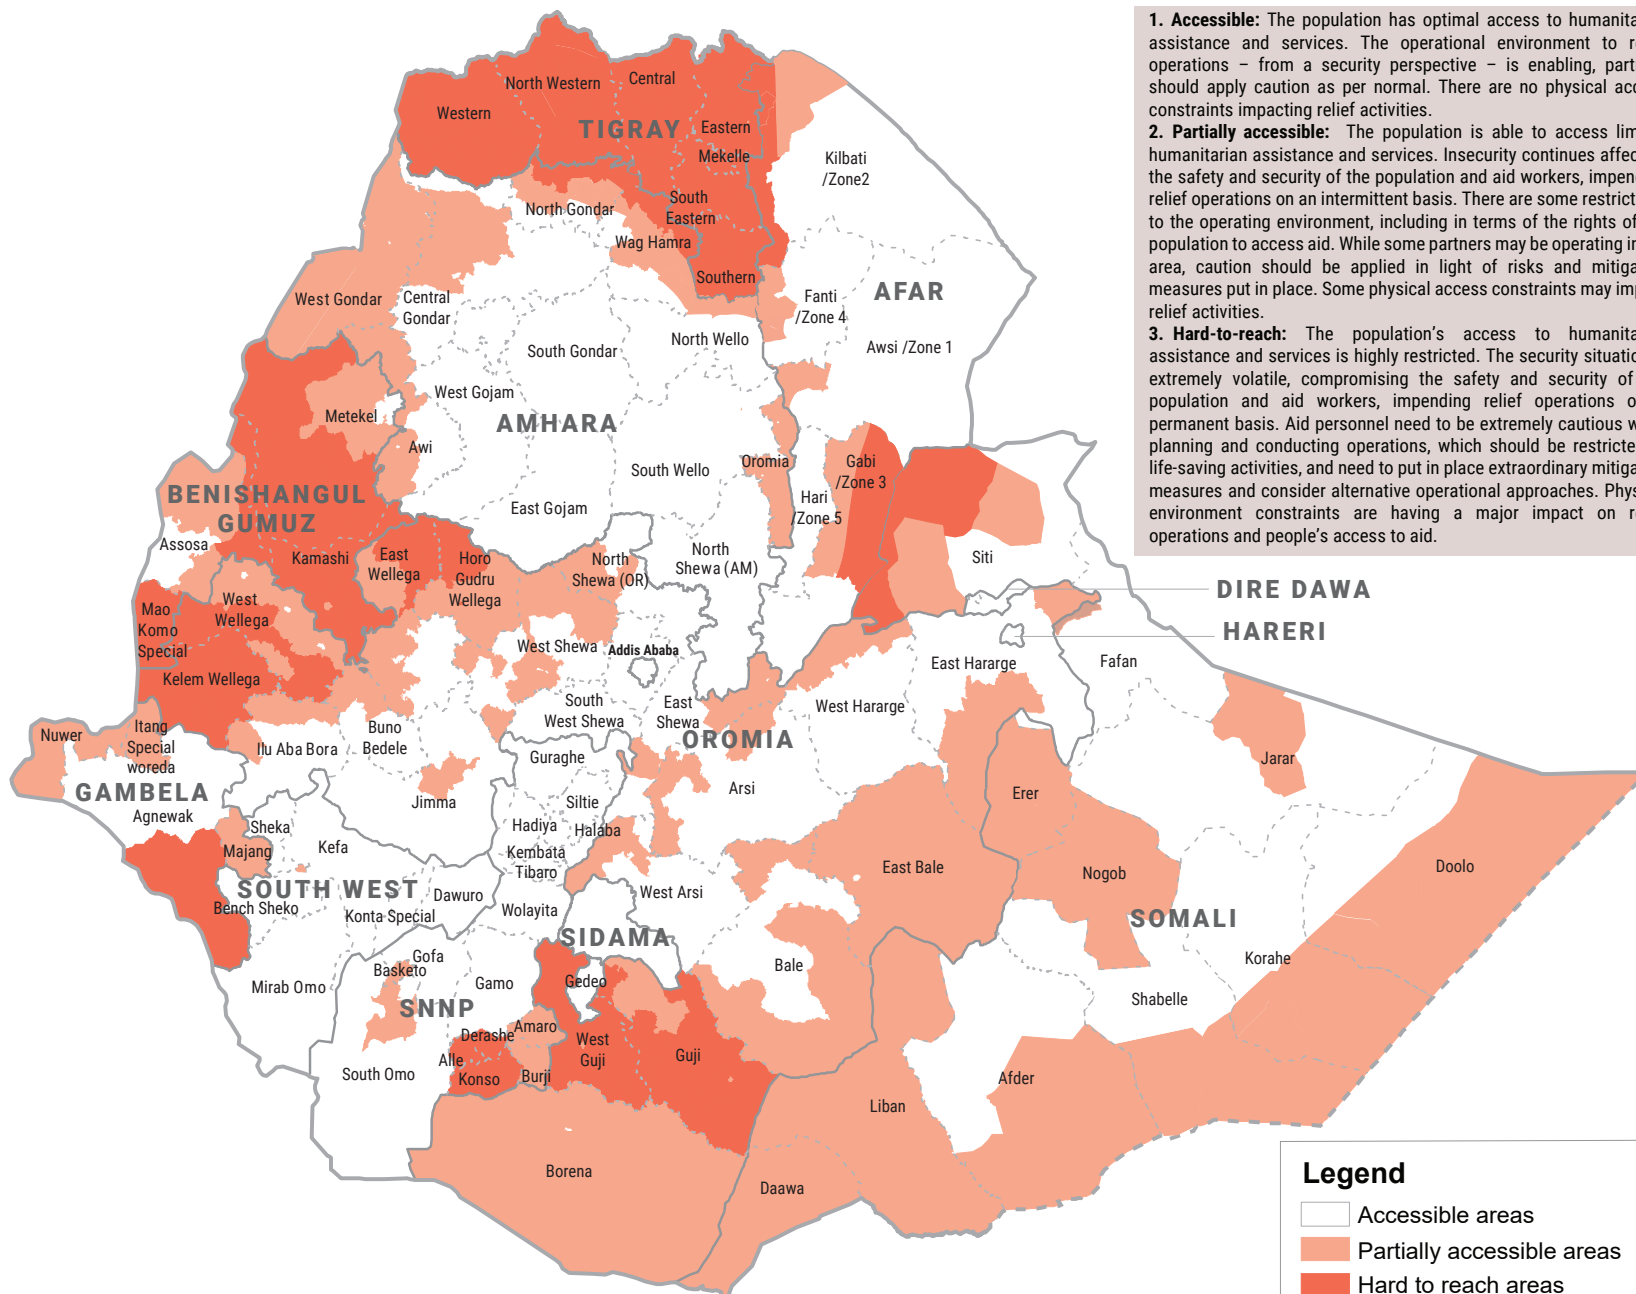 1. Accessible: The population has optimal access to humanita
assistance and services. The operational environment to r
operations – from a security perspective – is enabling, part
should apply caution as per normal. There are no physical ac
constraints impacting relief activities.
2. Partially accessible: The population is able to access lim
humanitarian assistance and services. Insecurity continues affec
the safety and security of the population and aid workers, impen
relief operations on an intermittent basis. There are some restrict
to the operating environment, including in terms of the rights of
population to access aid. While some partners may be operating in
area, caution should be applied in light of risks and mitiga
measures put in place. Some physical access constraints may imp
relief activities.
3. Hard-to-reach: The population's access to humanita
assistance and services is highly restricted. The security situatio
extremely volatile, compromising the safety and security of
population and aid workers, impending relief operations o
permanent basis. Aid personnel need to be extremely cautious w
planning and conducting operations, which should be restricte
life-saving activities, and need to put in place extraordinary mitiga
measures and consider alternative operational approaches. Phys
environment constraints are having a major impact on r
operations and people's access to aid.
Western
North Western
Central
TIGRAY
Eastern
Mekelle
South
Eastern
Southern
Kilbati
/Zone2
North Gondar
Wag Hamra
West Gondar
Central
Gondar
Fanti
/Zone 4
AFAR
Awsi /Zone 1
South Gondar
North Wello
West Gojam
AMHARA
Metekel
Awi
South Wello
Oromia
Gabi
/Zone 3
Hari
/Zone 5
East Gojam
BENISHANGUL
GUMUZ
Assosa
Kamashi
East
Wellega
Horo
Gudru
Wellega
North
Shewa (OR)
North
Shewa (AM)
Siti
DIRE DAWA
HARERI
Mao
Komo
Special
West
Wellega
Kelem Wellega
West Shewa
Addis Ababa
East Hararge
Fafan
South
West Shewa
East
Shewa
West Hararge
OROMIA
Nuwer
Itang
Special
woreda
Ilu Aba Bora
Buno
Bedele
Guraghe
Jarar
GAMBELA
Agnewak
Jimma
Siltie
Arsi
Erer
Sheka
Hadiya
Halaba
Majang
Kefa
Kembata
Tibaro
East Bale
Nogob
Doolo
SOUTH WEST
Bench Sheko
Konta Special
Dawuro
Wolayita
West Arsi
SOMALI
SIDAMA
Korahe
Mirab Omo
Gofa
Basketo
Gamo
Gedeo
Bale
Shabelle
SNNP
Derashe
Amaro
Alle
Konso
Burji
West
Guji
Guji
South Omo
Afder
Liban
Borena
Daawa
Legend
Accessible areas
Partially accessible areas
Hard to reach areas